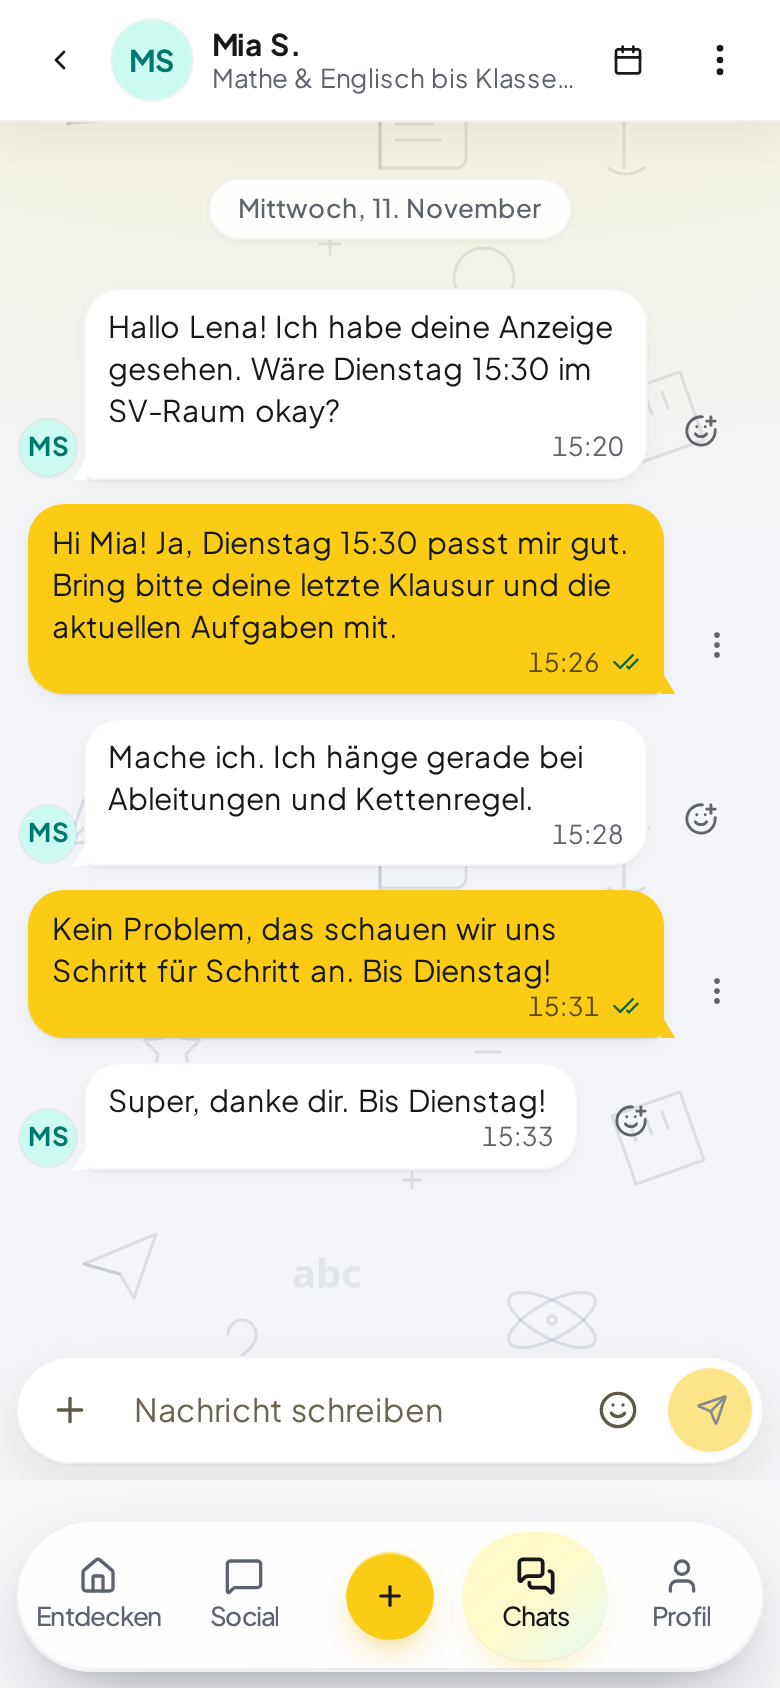 MS
Mia S.
Mathe & Englisch bis Klasse...
Mittwoch, 11. November
Hallo Lena! Ich habe deine Anzeige
gesehen. Wäre Dienstag 15:30 im
SV-Raum okay?
15:20
MS
Hi Mia! Ja, Dienstag 15:30 passt mir gut.
Bring bitte deine letzte Klausur und die
aktuellen Aufgaben mit.
15:26
Mache ich. Ich hänge gerade bei
Ableitungen und Kettenregel.
15:28
MS
Kein Problem, das schauen wir uns
Schritt für Schritt an. Bis Dienstag!
15:31
Super, danke dir. Bis Dienstag!
15:33
MS
abc
Nachricht schreiben
Entdecken
Social
Chats
Profil